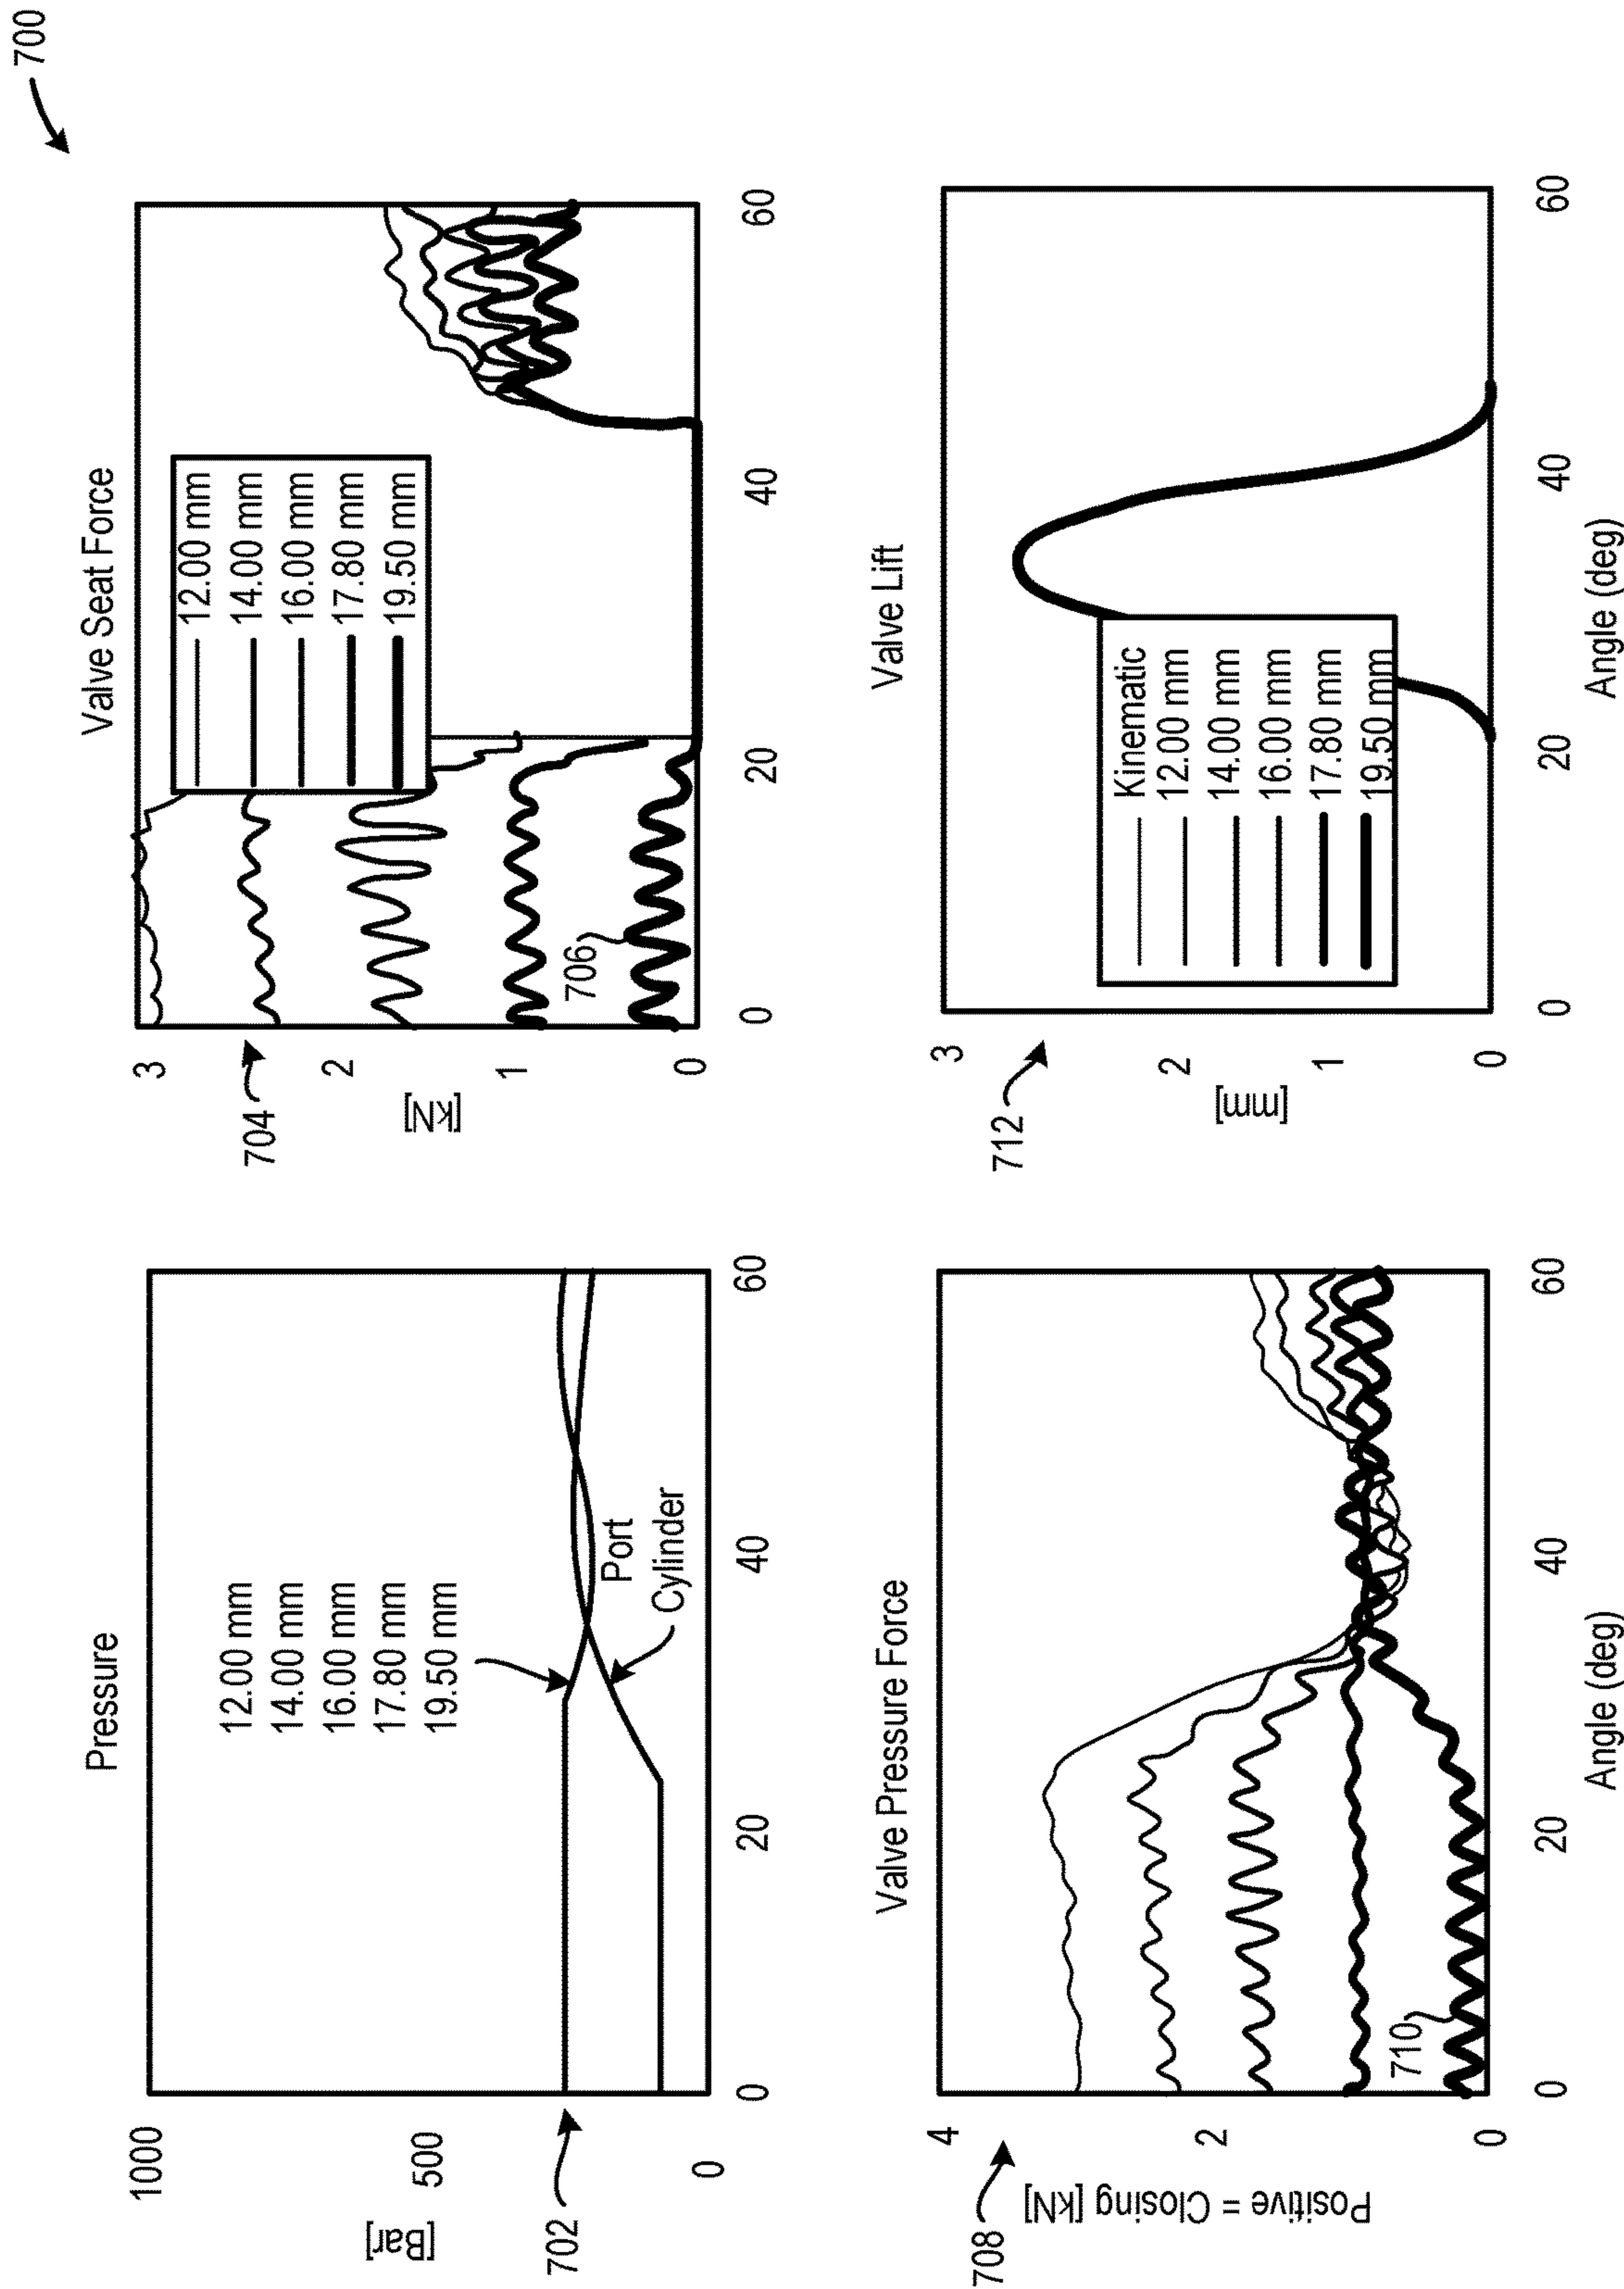 700
Pressure
[Bar]
1000
500
0
702
12.00 mm
14.00 mm
16.00 mm
17.80 mm
19.50 mm
Port
Cylinder
0
20
40
60
Valve Seat Force
[kN]
3
2
1
0
704
706
12.00 mm
14.00 mm
16.00 mm
17.80 mm
19.50 mm
0
20
40
60
Valve Pressure Force
Positive = Closing [kN]
4
2
0
708
710
0
20
40
60
Angle (deg)
Valve Lift
[mm]
3
2
1
0
712
Kinematic
12.00 mm
14.00 mm
16.00 mm
17.80 mm
19.50 mm
0
20
40
60
Angle (deg)